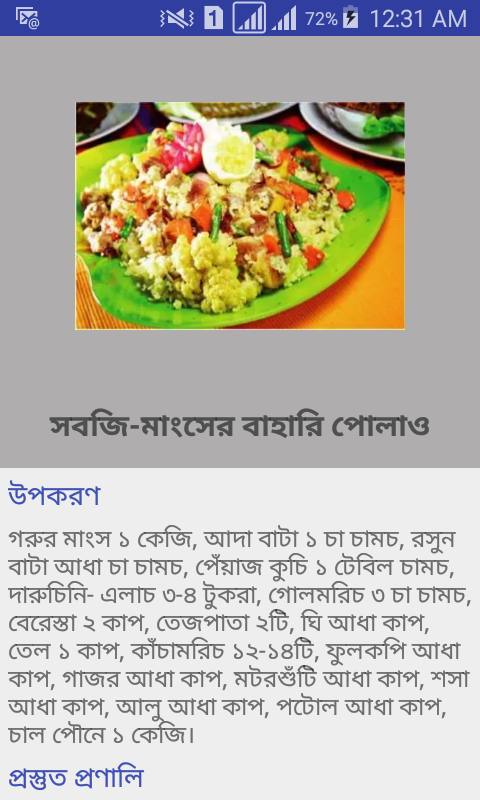 1
72%
12:31 AM
সবজি-মাংসের বাহারি পোলাও
উপকরণ
গরুর মাংস ১ কেজি, আদা বাটা ১ চা চামচ, রসুন
বাটা আধা চা চামচ, পেঁয়াজ কুচি ১ টেবিল চামচ,
দারুচিনি- এলাচ ৩-৪ টুকরা, গোলমরিচ ৩ চা চামচ,
বেরেস্তা ২ কাপ, তেজপাতা ২টি, ঘি আধা কাপ,
তেল ১ কাপ, কাঁচামরিচ ১২-১৪টি, ফুলকপি আধা
কাপ, গাজর আধা কাপ, মটরশুঁটি আধা কাপ, শসা
আধা কাপ, আলু আধা কাপ, পটোল আধা কাপ,
চাল পৌনে ১ কেজি।
প্রস্তুত প্রণালি